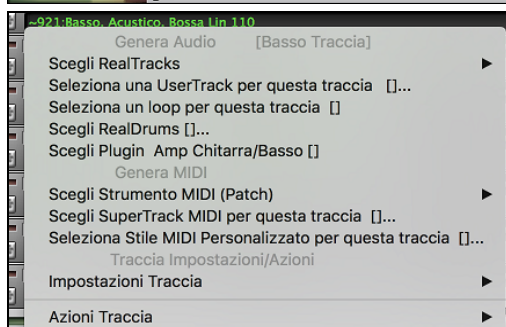 ~921:Basso, Acustico, Bossa Lin 110
Genera Audio [Basso Traccia]
Scegli RealTracks
Seleziona una UserTrack per questa traccia []...
Seleziona un loop per questa traccia []
Scegli RealDrums []...
Scegli Plugin Amp Chitarra/Basso []
Genera MIDI
Scegli Strumento MIDI (Patch)
Scegli SuperTrack MIDI per questa traccia []...
Seleziona Stile MIDI Personalizzato per questa traccia []...
Traccia Impostazioni/Azioni
Impostazioni Traccia
Azioni Traccia